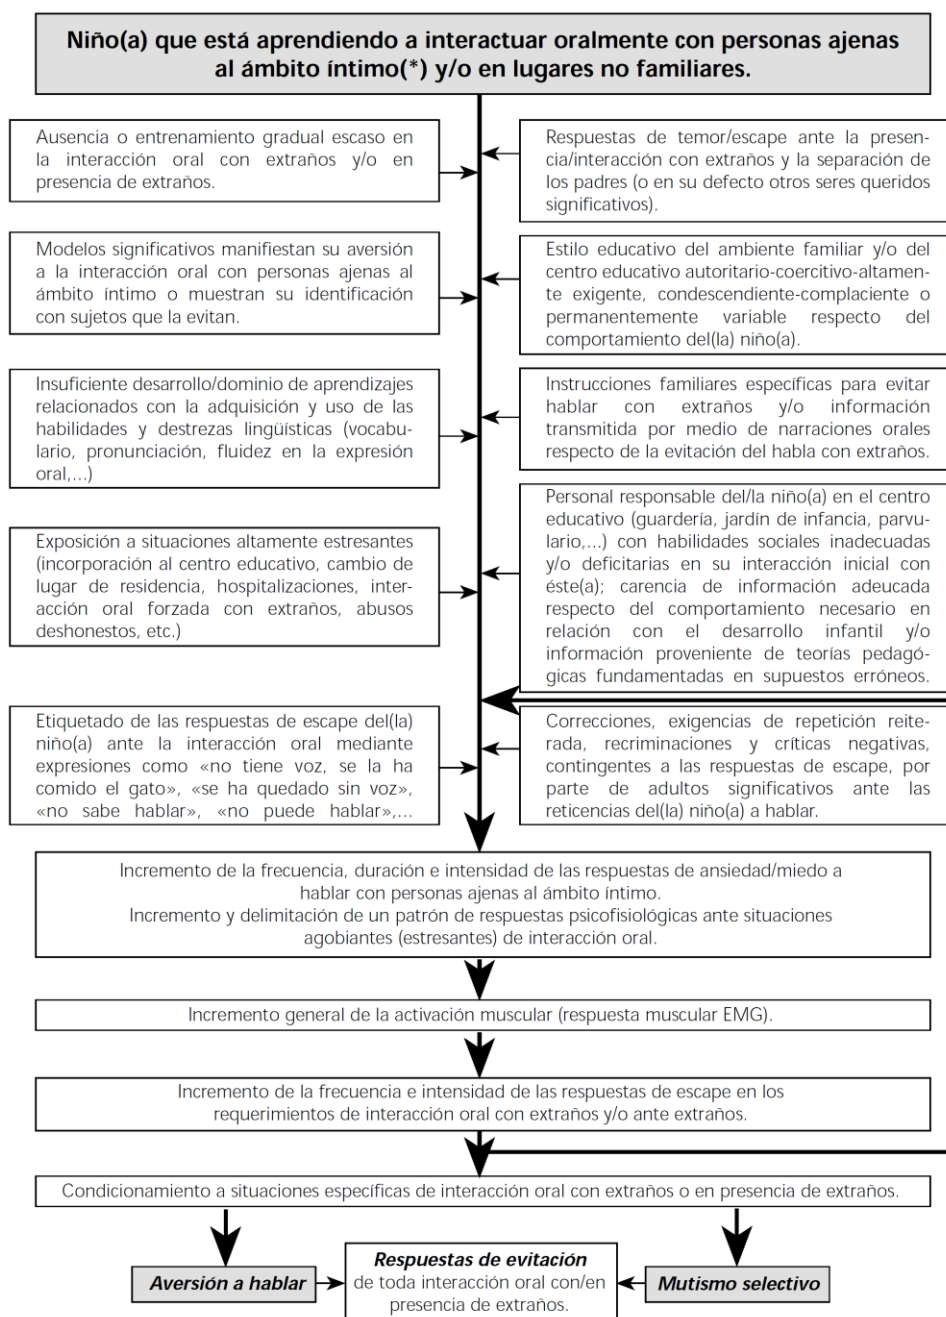 Niño(a) que está aprendiendo a interactuar oralmente con personas ajenas
al ámbito íntimo(*) y/o en lugares no familiares.
Ausencia o entrenamiento gradual escaso en
la interacción oral con extraños y/o en
presencia de extraños.
Respuestas de temor/escape ante la presen-
cia/interacción con extraños y la separación de
los padres (o en su defecto otros seres queridos
significativos).
Modelos significativos manifiestan su aversión
a la interacción oral con personas ajenas al
ámbito íntimo o muestran su identificación
con sujetos que la evitan.
Estilo educativo del ambiente familiar y/o del
centro educativo autoritario-coercitivo-altamen-
te exigente, condescendiente-complaciente o
permanentemente variable respecto del
comportamiento del(la) niño(a).
Insuficiente desarrollo/dominio de aprendizajes
relacionados con la adquisición y uso de las
habilidades y destrezas lingüísticas (vocabu-
lario, pronunciación, fluidez en la expresión
oral,...)
Instrucciones familiares específicas para evitar
hablar con extraños y/o información
transmitida por medio de narraciones orales
respecto de la evitación del habla con extraños.
Exposición a situaciones altamente estresantes
(incorporación al centro educativo, cambio de
lugar de residencia, hospitalizaciones, inter-
acción oral forzada con extraños, abusos
deshonestos, etc.)
Personal responsable del/la niño(a) en el centro
educativo (guardería, jardín de infancia, parvu-
lario,...) con habilidades sociales inadecuadas
y/o deficitarias en su interacción inicial con
éste(a); carencia de información adeucada
respecto del comportamiento necesario en
relación con el desarrollo infantil y/o
información proveniente de teorías pedagó-
gicas fundamentadas en supuestos erróneos.
Etiquetado de las respuestas de escape del(la)
niño(a) ante la interacción oral mediante
expresiones como «no tiene voz, se la ha
comido el gato», «se ha quedado sin voz»,
«no sabe hablar», «no puede hablar»,...
Correcciones, exigencias de repetición reite-
rada, recriminaciones y críticas negativas,
contingentes a las respuestas de escape, por
parte de adultos significativos ante las
reticencias del(la) niño(a) a hablar.
Incremento de la frecuencia, duración e intensidad de las respuestas de ansiedad/miedo a
hablar con personas ajenas al ámbito íntimo.
Incremento y delimitación de un patrón de respuestas psicofisiológicas ante situaciones
agobiantes (estresantes) de interacción oral.
Incremento general de la activación muscular (respuesta muscular EMG).
Incremento de la frecuencia e intensidad de las respuestas de escape en los
requerimientos de interacción oral con extraños y/o ante extraños.
Condicionamiento a situaciones específicas de interacción oral con extraños o en presencia de extraños.
Aversión a hablar
Respuestas de evitación
de toda interacción oral con/en
presencia de extraños.
Mutismo selectivo